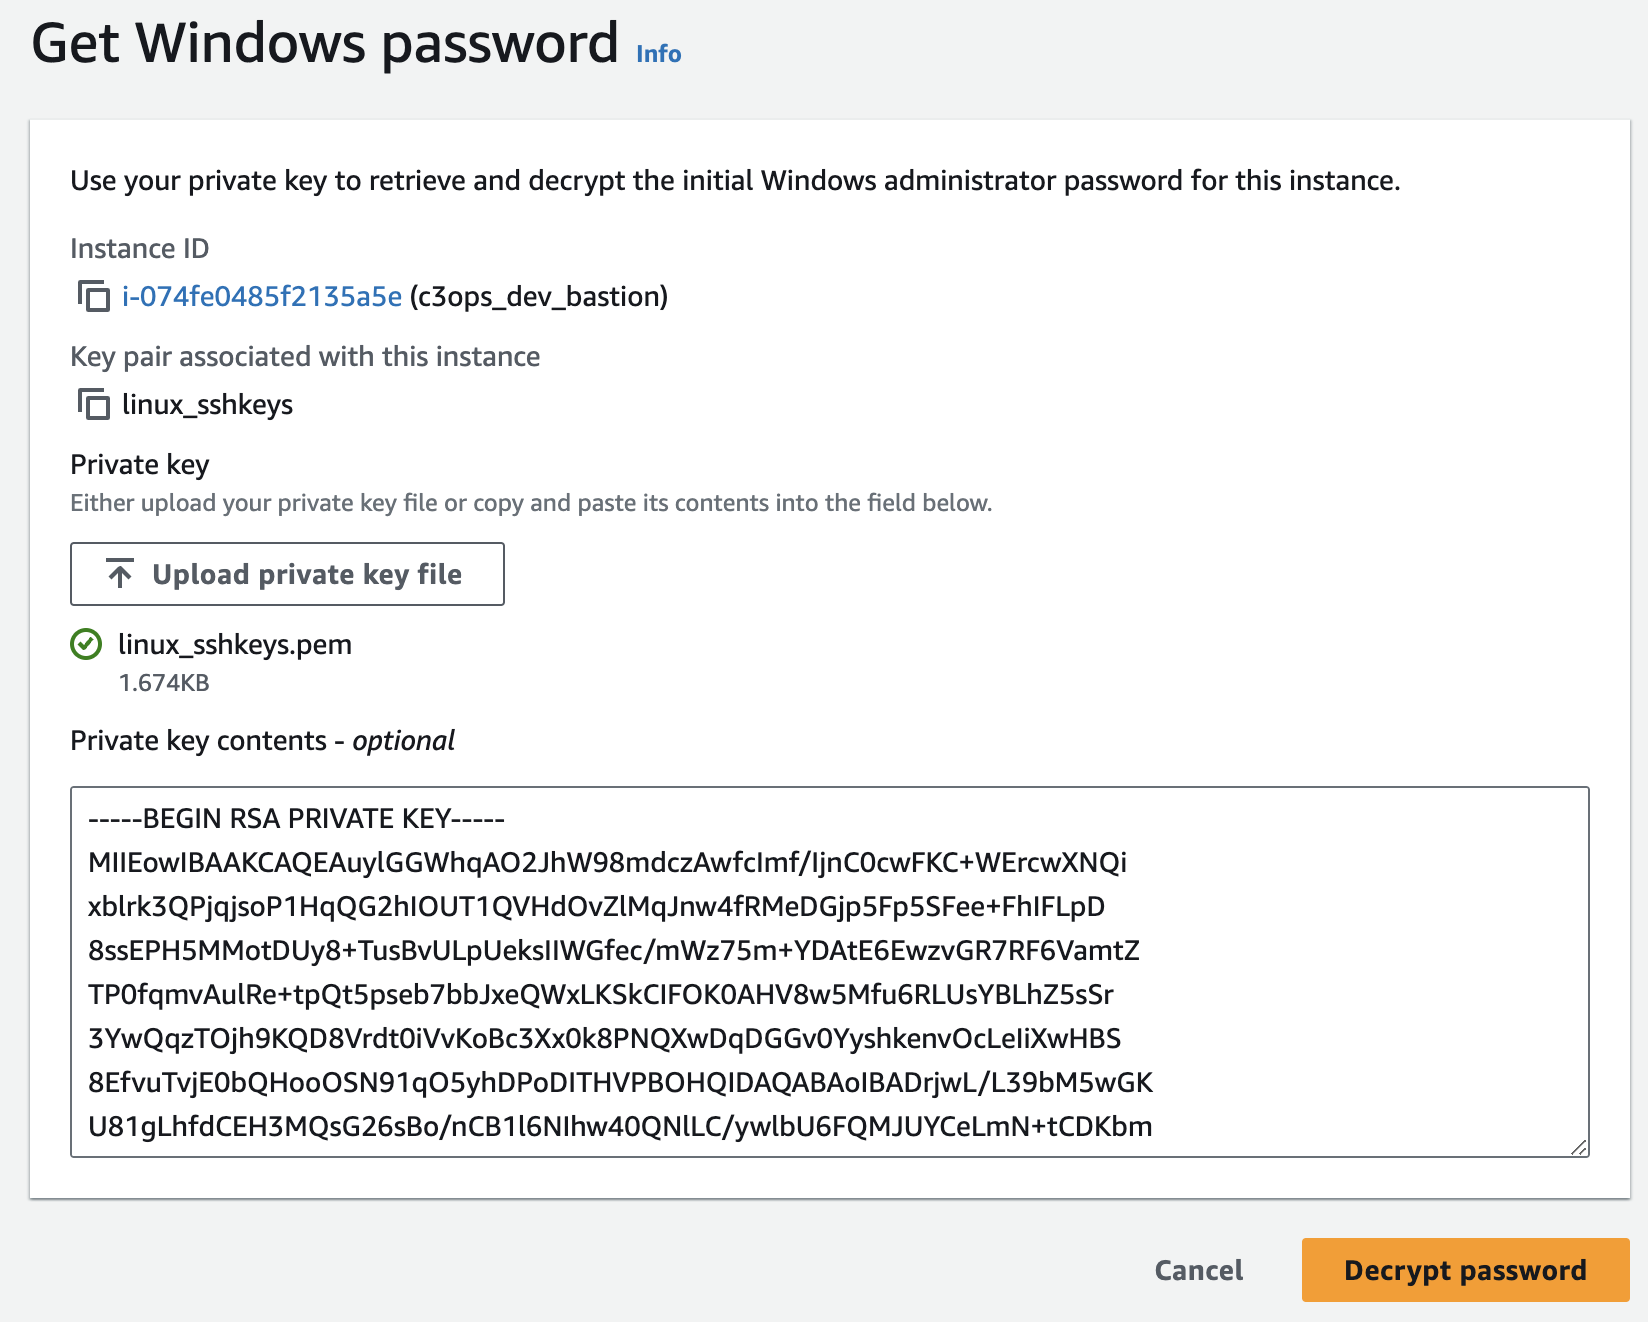 Get Windows password Info
Use your private key to retrieve and decrypt the initial Windows administrator password for this instance.
Instance ID
i-074fe0485f2135a5e (c3ops_dev_bastion)
Key pair associated with this instance
linux_sshkeys
Private key
Either upload your private key file or copy and paste its contents into the field below.
Upload private key file
linux_sshkeys.pem
1.674KB
Private key contents - optional
-----BEGIN RSA PRIVATE KEY-----
MIIEowIBAAKCAQEAuylGGWhqAO2JhW98mdczAwfcImf/IjnC0cwFKC+WErcwXNQi
xblrk3QPjqjsoP1HqQG2hIOUT1QVHdOvZlMqJnw4fRMeDGjp5Fp5SFee+FhIFLpD
8ssEPH5MMotDUy8+TusBvULpUeksIIWGfec/mWz75m+YDAtE6EwzvGR7RF6VamtZ
TP0fqmvAulRe+tpQt5pseb7bbJxeQWxLKSkCIFOK0AHV8w5Mfu6RLUsYBLhZ5sSr
3YwQqzTOjh9KQD8Vrdt0iVvKoBc3Xx0k8PNQXwDqDGGv0YyshkenvOcLeIiXwHBS
8EfvuTvjE0bQHooOSN91qO5yhDPoDITHVPBOHQIDAQABAoIBADrjwL/L39bM5wGK
U81gLhfdCEH3MQsG26sBo/nCB1l6NIhw40QNlLC/ywlbU6FQMJUYCeLmN+tCDKbm
Cancel
Decrypt password